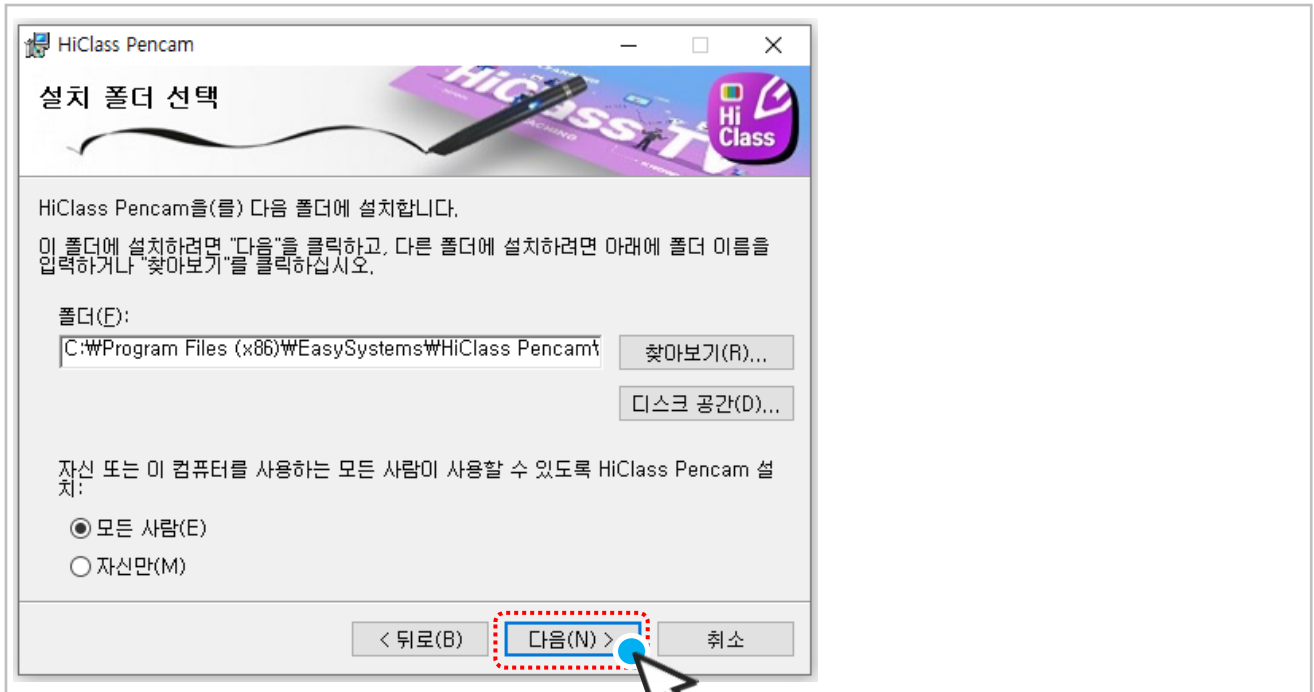 HiClass Pencam
설치 폴더 선택
HiClass TV
Hi
Class
HiClass Pencam을(를) 다음 폴더에 설치합니다.
이 폴더에 설치하려면 "다음"을 클릭하고, 다른 폴더에 설치하려면 아래에 폴더 이름을
입력하거나 "찾아보기"를 클릭하십시오.
폴더(F):
C:₩Program Files (x86)₩EasySystems₩HiClass Pencam
찾아보기(R)...
디스크 공간(D)...
자신 또는 이 컴퓨터를 사용하는 모든 사람이 사용할 수 있도록 HiClass Pencam 설
치:
모든 사람(E)
자신만(M)
< 뒤로(B) 다음(N) > 취소